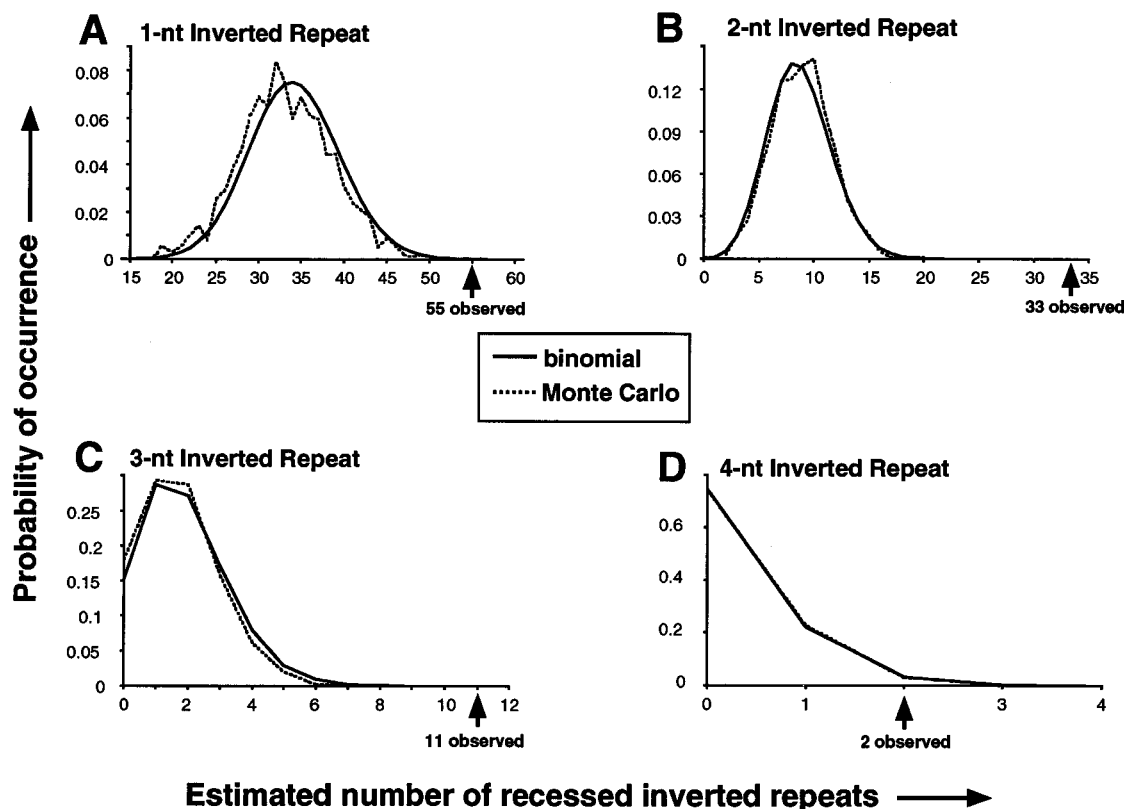 A 1-nt Inverted Repeat
0.08
0.06
0.04
0.02
0
15 20 25 30 35 40 45 50 55 60
55 observed
B 2-nt Inverted Repeat
0.12
0.09
0.06
0.03
0
0 5 10 15 20 25 30 35
33 observed
binomial
Monte Carlo
C 3-nt Inverted Repeat
0.25
0.2
0.15
0.1
0.05
0
0 2 4 6 8 10 12
11 observed
D 4-nt Inverted Repeat
0.6
0.4
0.2
0
0 1 2 3 4
2 observed
Probability of occurrence
Estimated number of recessed inverted repeats